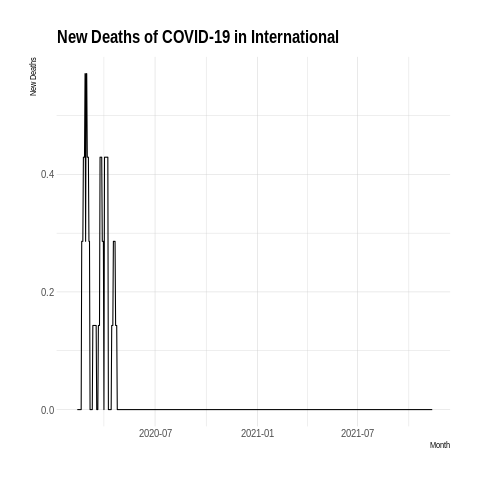 New Deaths of COVID-19 in International
New Deaths
0.4
0.2
0.0
2020-07
2021-01
2021-07
Month